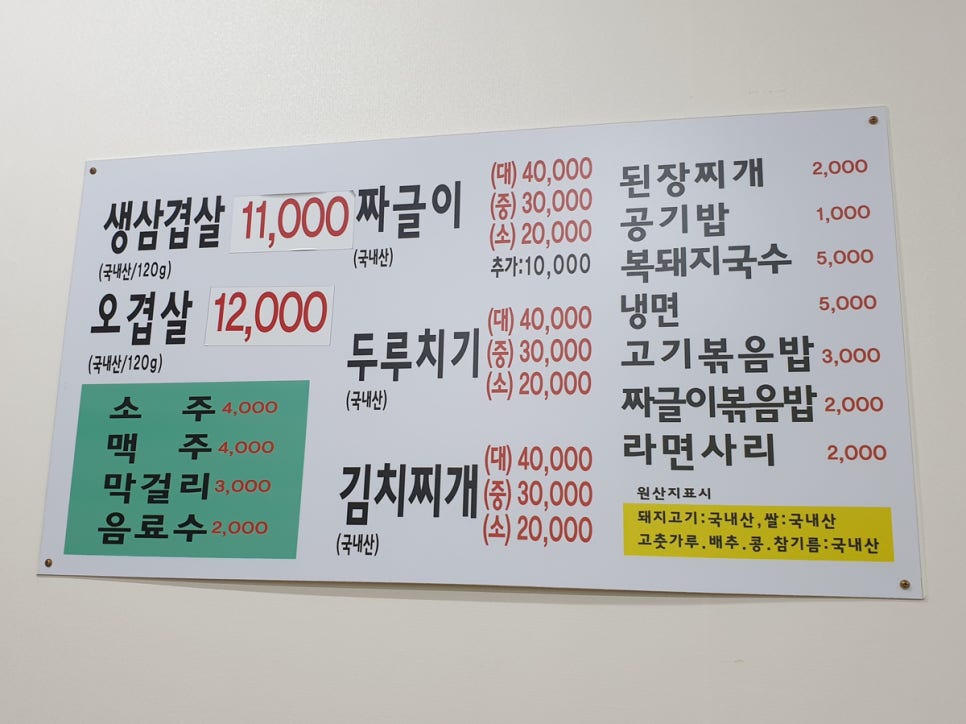 생삼겹살 11,000
(국내산/120g)
오겹살 12,000
(국내산/120g)
소 주 4,000
맥 주 4,000
막걸리 3,000
음료수 2,000
짜글이 (대) 40,000
(중) 30,000
(소) 20,000
(국내산)
추가:10,000
두루치기 (대) 40,000
(중) 30,000
(소) 20,000
(국내산)
김치찌개 (대) 40,000
(중) 30,000
(소) 20,000
(국내산)
된장찌개 2,000
공기밥 1,000
복돼지국수 5,000
냉면 5,000
고기볶음밥 3,000
짜글이볶음밥 2,000
라면사리 2,000
원산지표시
돼지고기:국내산,쌀:국내산
고춧가루.배추.콩.참기름:국내산